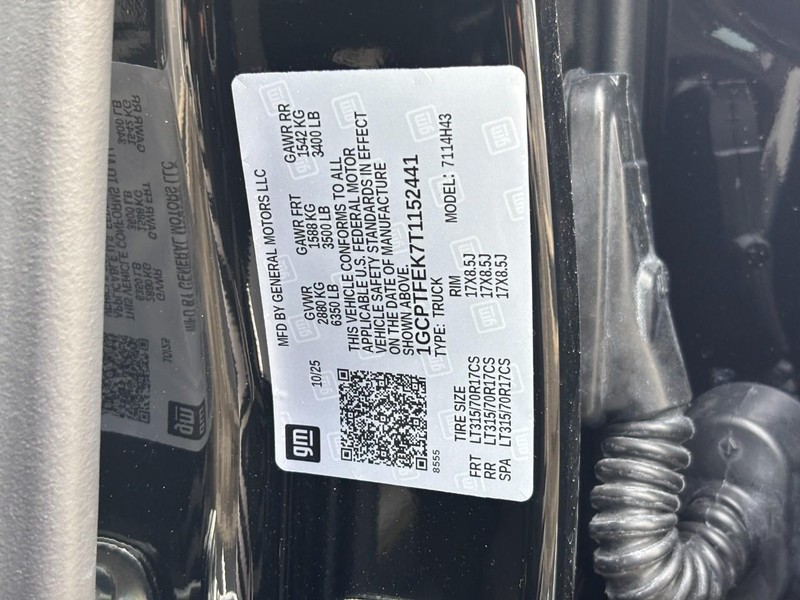 gm
10/25
MFD BY GENERAL MOTORS LLC
GVWR GAWR FRT GAWR RR
2880 KG 1588 KG 1542 KG
6350 LB 3500 LB 3400 LB
THIS VEHICLE CONFORMS TO ALL
APPLICABLE U.S. FEDERAL MOTOR
VEHICLE SAFETY STANDARDS IN EFFECT
ON THE DATE OF MANUFACTURE
SHOWN ABOVE.
1GCPTFEK7T1152441
8555
TYPE: TRUCK MODEL: 7114H43
TIRE SIZE RIM
FRT LT315/70R17CS 17X8.5J
RR LT315/70R17CS 17X8.5J
SPA LT315/70R17CS 17X8.5J